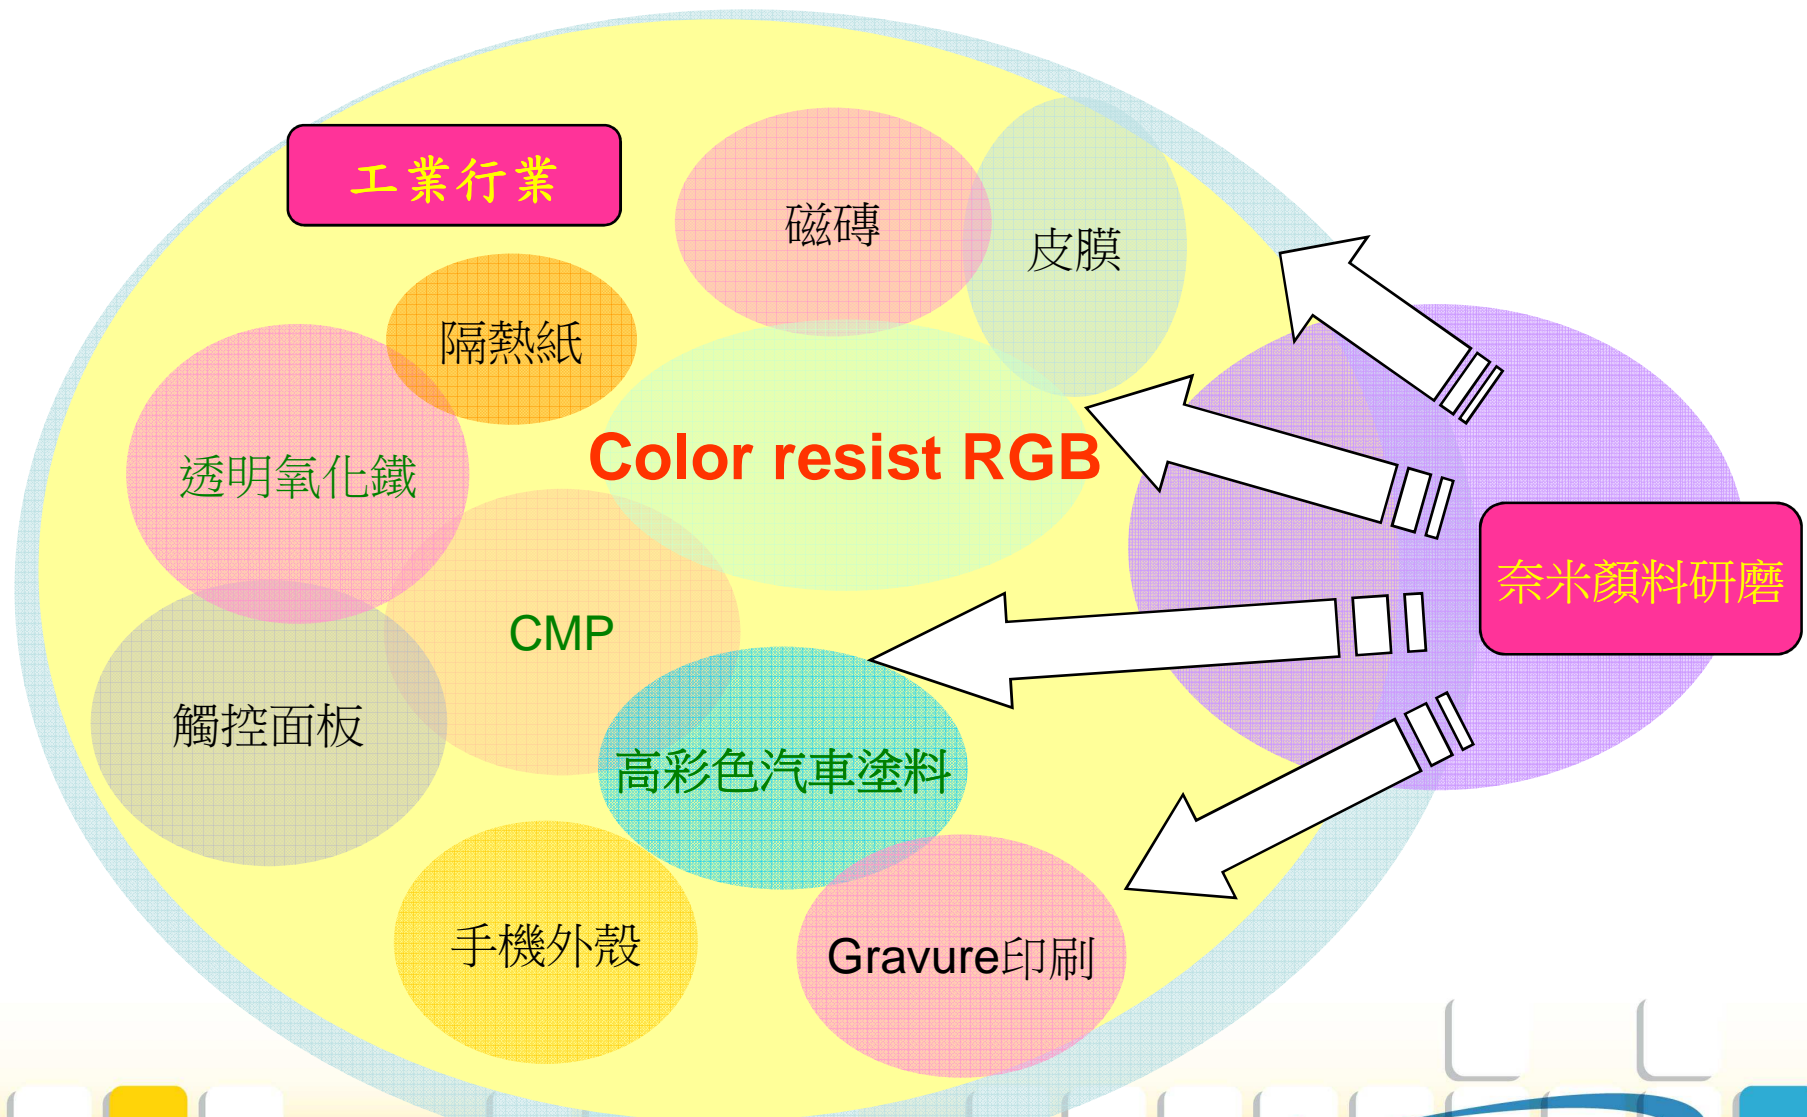 工業行業
磁磚
皮膜
隔熱紙
Color resist RGB
透明氧化鐵
奈米顏料研磨
CMP
觸控面板
高彩色汽車塗料
手機外殼
Gravure印刷